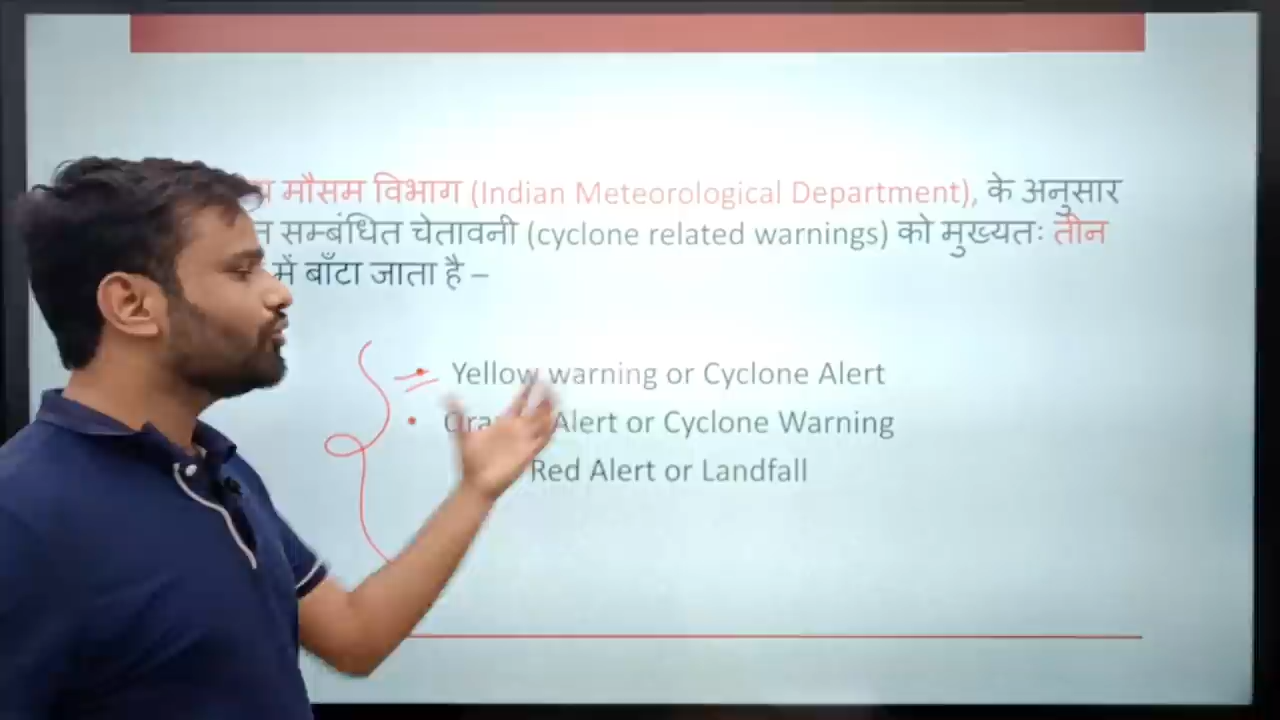 मौसम विभाग (Indian Meteorological Department), के अनुसार
सम्बंधित चेतावनी (cyclone related warnings) को मुख्यतः तीन
में बाँटा जाता है –
Yellow warning or Cyclone Alert
Alert or Cyclone Warning
Red Alert or Landfall